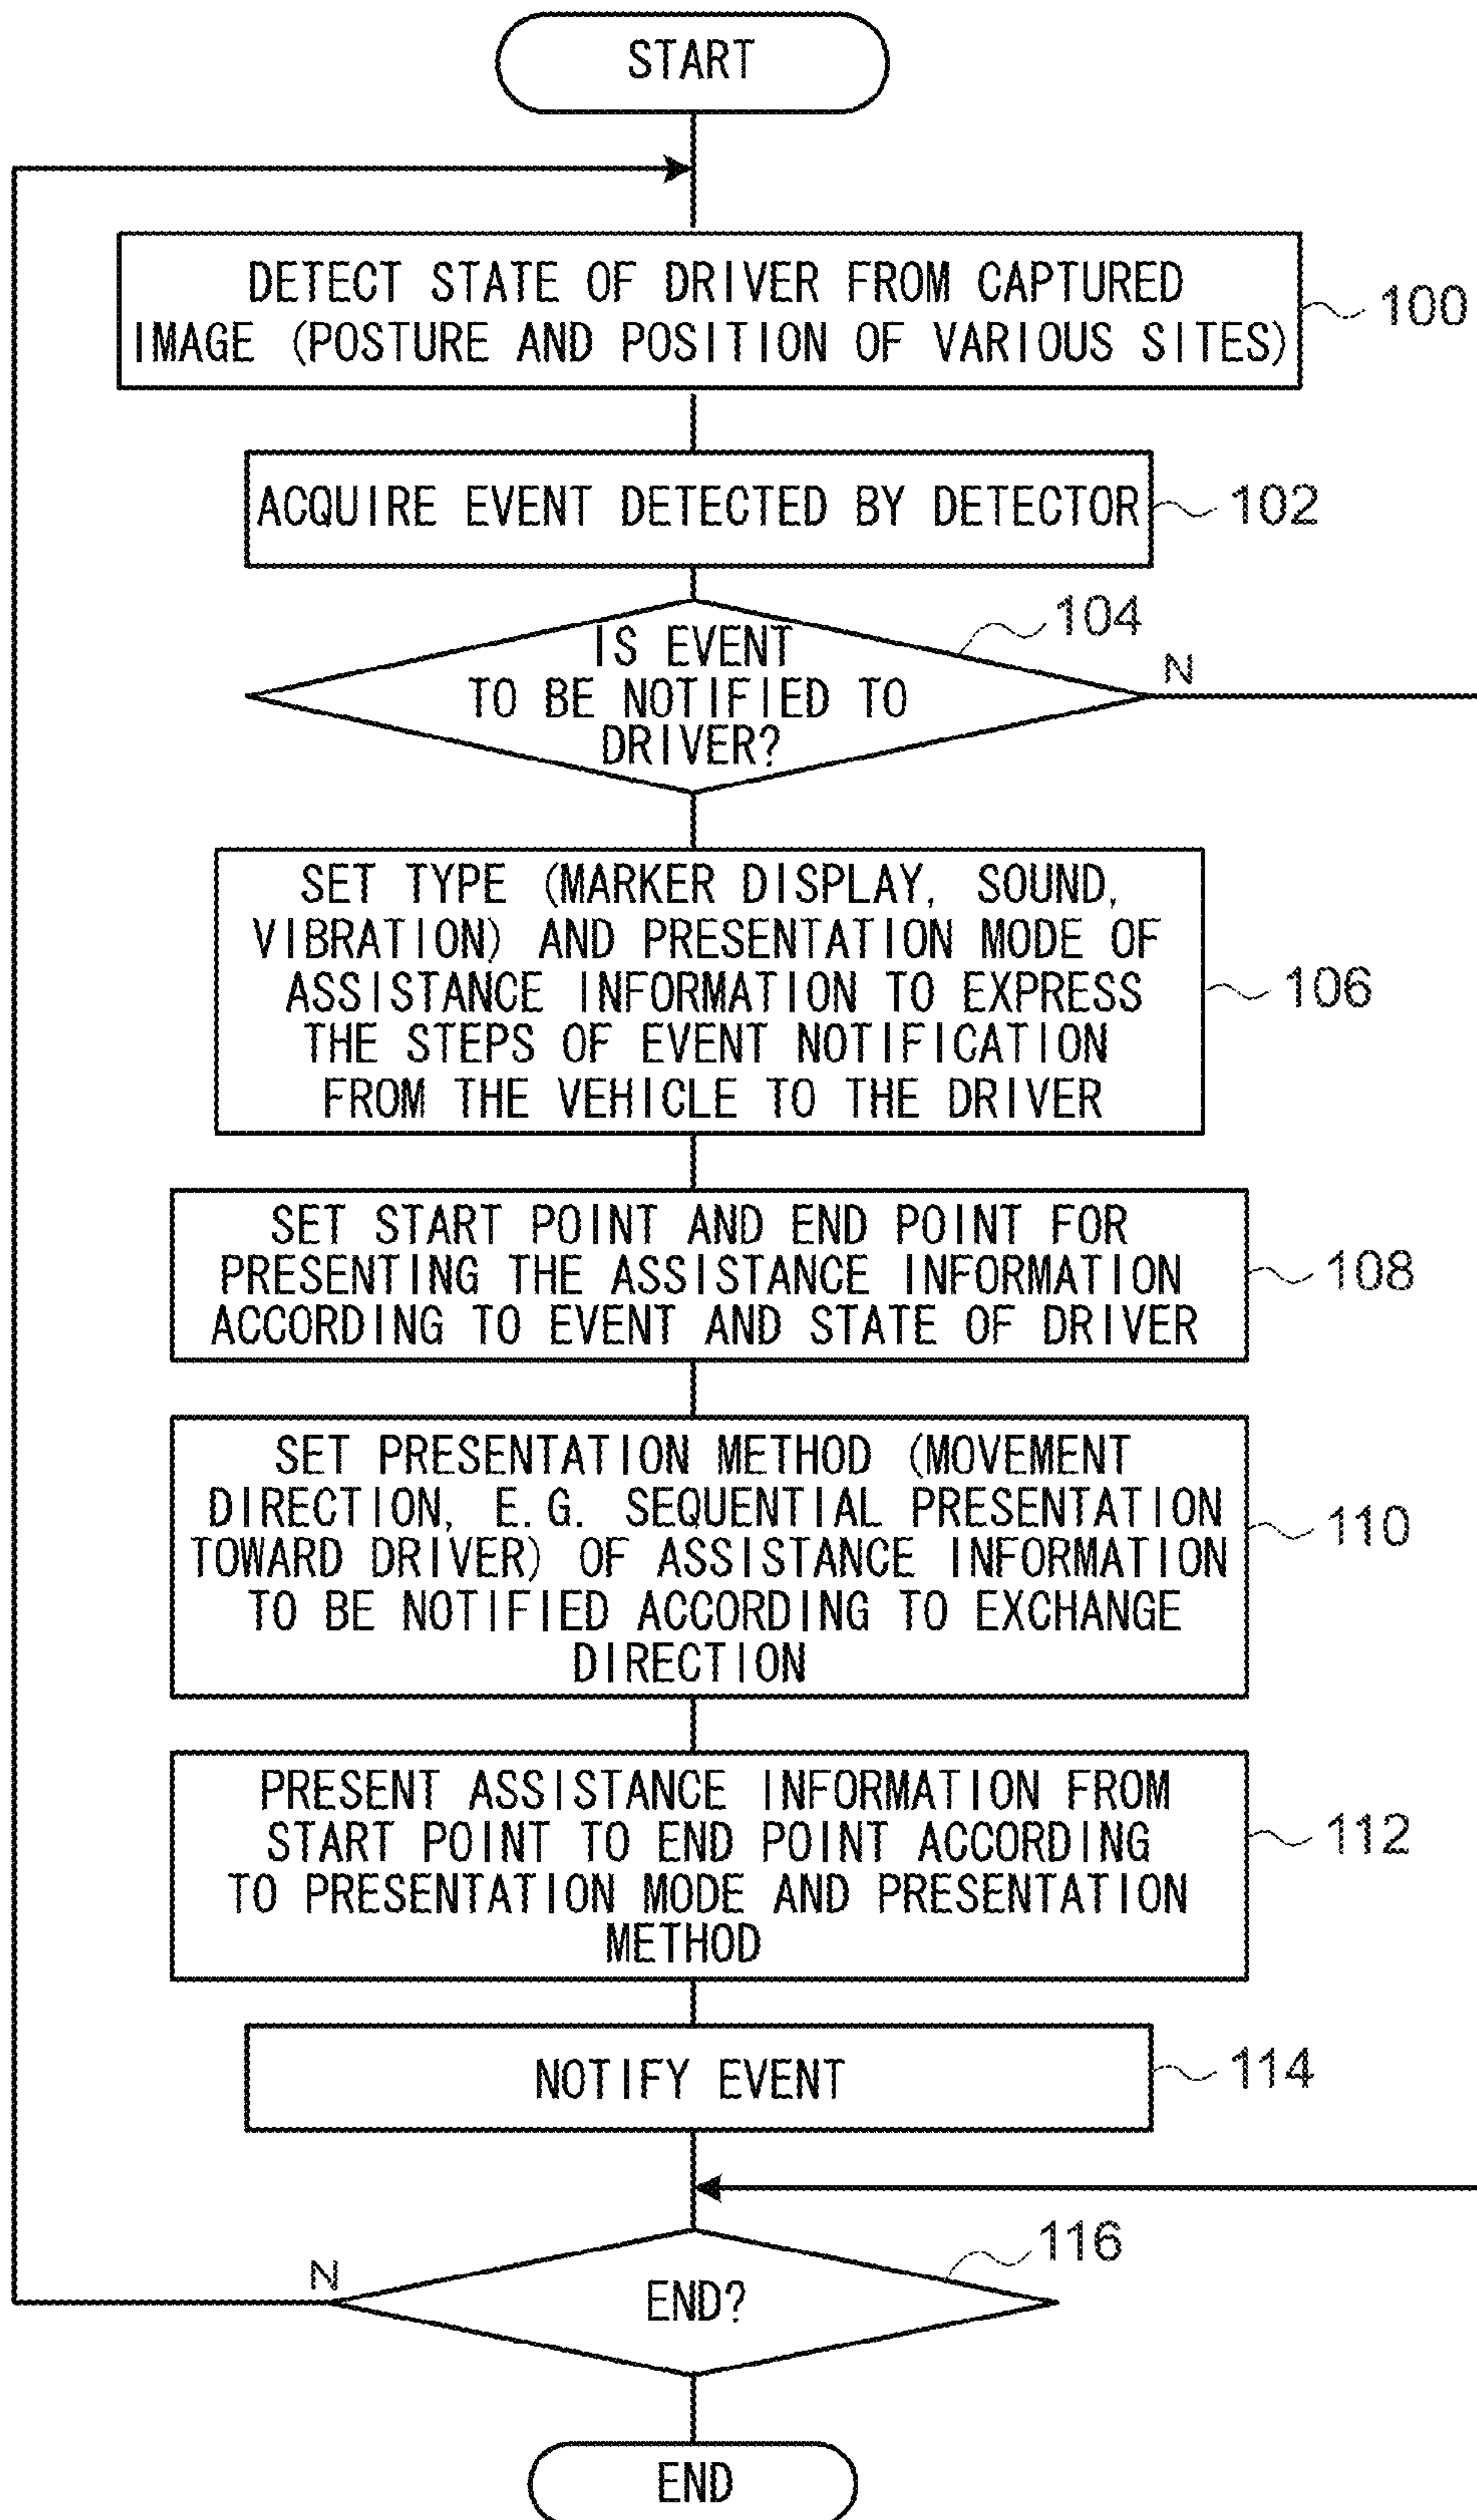 START
DETECT STATE OF DRIVER FROM CAPTURED
IMAGE (POSTURE AND POSITION OF VARIOUS SITES)
100
ACQUIRE EVENT DETECTED BY DETECTOR
102
104
IS EVENT
TO BE NOTIFIED TO
DRIVER?
N
SET TYPE (MARKER DISPLAY, SOUND,
VIBRATION) AND PRESENTATION MODE OF
ASSISTANCE INFORMATION TO EXPRESS
THE STEPS OF EVENT NOTIFICATION
FROM THE VEHICLE TO THE DRIVER
106
SET START POINT AND END POINT FOR
PRESENTING THE ASSISTANCE INFORMATION
ACCORDING TO EVENT AND STATE OF DRIVER
108
SET PRESENTATION METHOD (MOVEMENT
DIRECTION, E.G. SEQUENTIAL PRESENTATION
TOWARD DRIVER) OF ASSISTANCE INFORMATION
TO BE NOTIFIED ACCORDING TO EXCHANGE
DIRECTION
110
PRESENT ASSISTANCE INFORMATION FROM
START POINT TO END POINT ACCORDING
TO PRESENTATION MODE AND PRESENTATION
METHOD
112
NOTIFY EVENT
114
116
N
END?
END